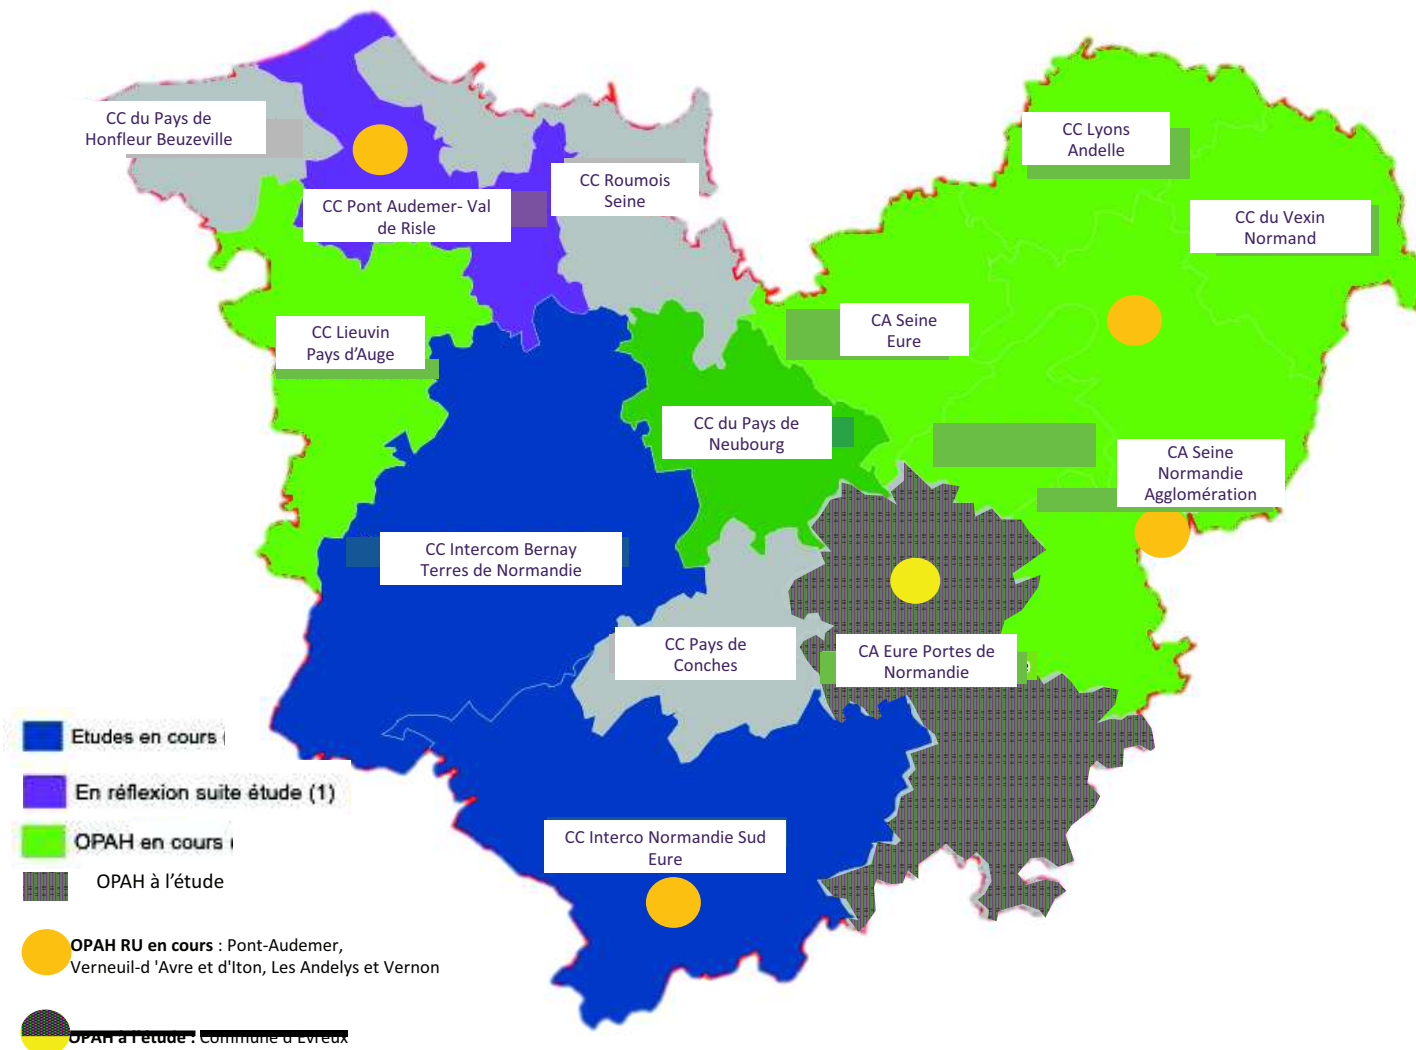 CC du Pays de
Honfleur Beuzeville
CC Lyons
Andelle
CC Roumois
Seine
CC Pont Audemer- Val
de Risle
CC du Vexin
Normand
CC Lieuvin
Pays d’Auge
CA Seine
Eure
CC du Pays de
Neubourg
CA Seine
Normandie
Agglomération
CC Intercom Bernay
Terres de Normandie
CC Pays de
Conches
CA Eure Portes de
Normandie
Etudes en cours
En réflexion suite étude (1)
OPAH en cours
OPAH à l’étude
CC Interco Normandie Sud
Eure
OPAH RU en cours : Pont-Audemer,
Verneuil-d 'Avre et d'Iton, Les Andelys et Vernon
OPAH à l'étude : Commune d'Evreux